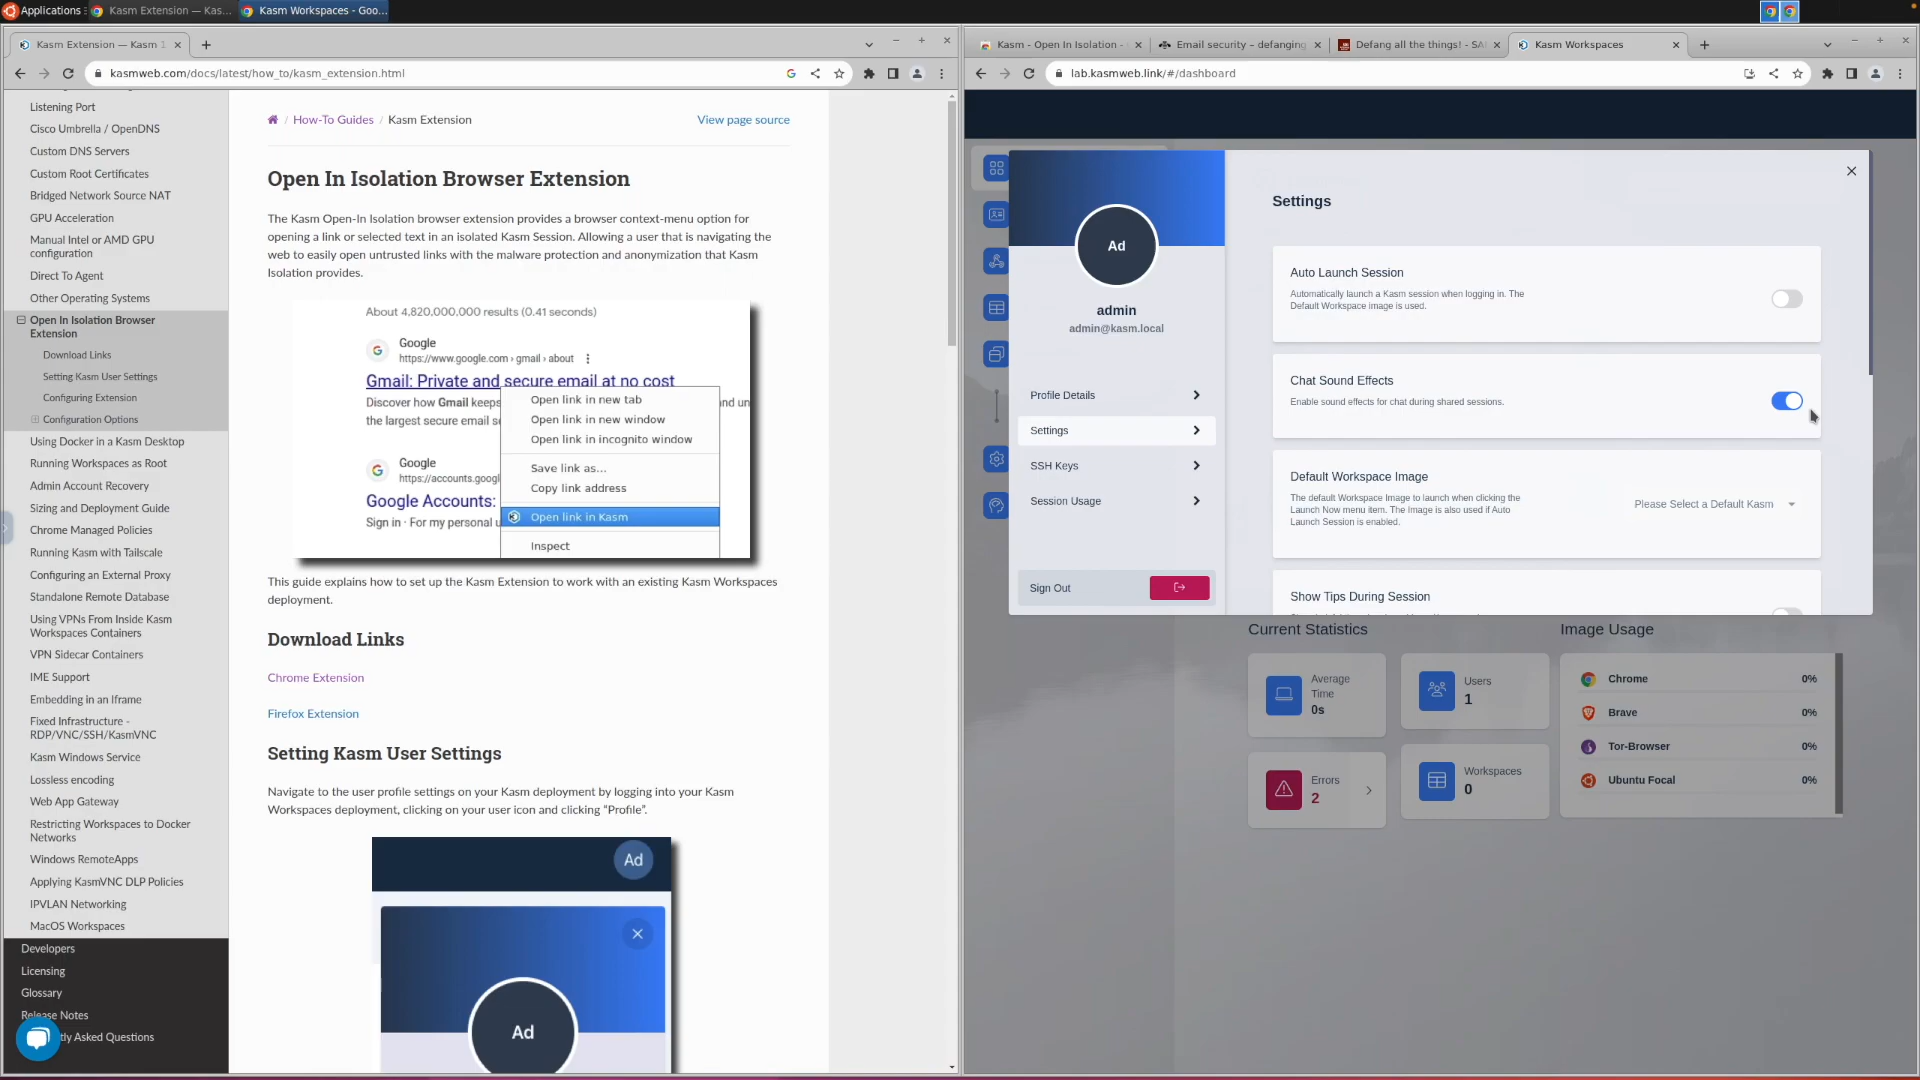 Applications
Kasm Extension — Kas...
Kasm Workspaces - Goo...
Kasm Extension — Kasm 1
kasmweb.com/docs/latest/how_to/kasm_extension.html
Listening Port
Cisco Umbrella / OpenDNS
Custom DNS Servers
Custom Root Certificates
Bridged Network Source NAT
GPU Acceleration
Manual Intel or AMD GPU
configuration
Direct To Agent
Other Operating Systems
Open In Isolation Browser
Extension
Download Links
Setting Kasm User Settings
Configuring Extension
Configuration Options
Using Docker in a Kasm Desktop
Running Workspaces as Root
Admin Account Recovery
Sizing and Deployment Guide
Chrome Managed Policies
Running Kasm with Tailscale
Configuring an External Proxy
Standalone Remote Database
Using VPNs From Inside Kasm
Workspaces Containers
VPN Sidecar Containers
IME Support
Embedding in an Iframe
Fixed Infrastructure -
RDP/VNC/SSH/KasmVNC
Kasm Windows Service
Lossless encoding
Web App Gateway
Restricting Workspaces to Docker
Networks
Windows RemoteApps
Applying KasmVNC DLP Policies
IPVLAN Networking
MacOS Workspaces
Developers
Licensing
Glossary
Release Notes
tly Asked Questions
/ How-To Guides / Kasm Extension
View page source
Open In Isolation Browser Extension
The Kasm Open-In Isolation browser extension provides a browser context-menu option for
opening a link or selected text in an isolated Kasm Session. Allowing a user that is navigating the
web to easily open untrusted links with the malware protection and anonymization that Kasm
Isolation provides.
About 4,820,000,000 results (0.41 seconds)
Google
https://www.google.com › gmail › about
Gmail: Private and secure email at no cost
Discover how Gmail keeps
nd un
the largest secure email s
Google
https://accounts.googl
Google Accounts:
Sign in · For my personal u
Open link in new tab
Open link in new window
Open link in incognito window
Save link as...
Copy link address
Open link in Kasm
Inspect
This guide explains how to set up the Kasm Extension to work with an existing Kasm Workspaces
deployment.
Download Links
Chrome Extension
Firefox Extension
Setting Kasm User Settings
Navigate to the user profile settings on your Kasm deployment by logging into your Kasm
Workspaces deployment, clicking on your user icon and clicking “Profile”.
Ad
Ad
Kasm - Open In Isolation -
Email security – defanging
Defang all the things! - SA
Kasm Workspaces
lab.kasmweb.link/#/dashboard
Ad
admin
admin@kasm.local
Profile Details
Settings
SSH Keys
Session Usage
Sign Out
Settings
Auto Launch Session
Automatically launch a Kasm session when logging in. The
Default Workspace image is used.
Chat Sound Effects
Enable sound effects for chat during shared sessions.
Default Workspace Image
The default Workspace Image to launch when clicking the
Launch Now menu item. The Image is also used if Auto
Launch Session is enabled.
Please Select a Default Kasm
Show Tips During Session
Current Statistics
Average
Time
0s
Users
1
Errors
2
Workspaces
0
Image Usage
Chrome 0%
Brave 0%
Tor-Browser 0%
Ubuntu Focal 0%